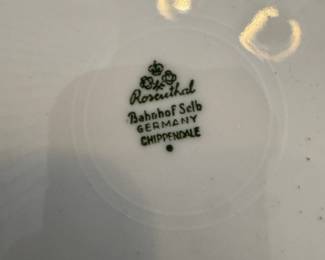 Rosenthal
Bahnhof Selb
GERMANY
CHIPPENDALE